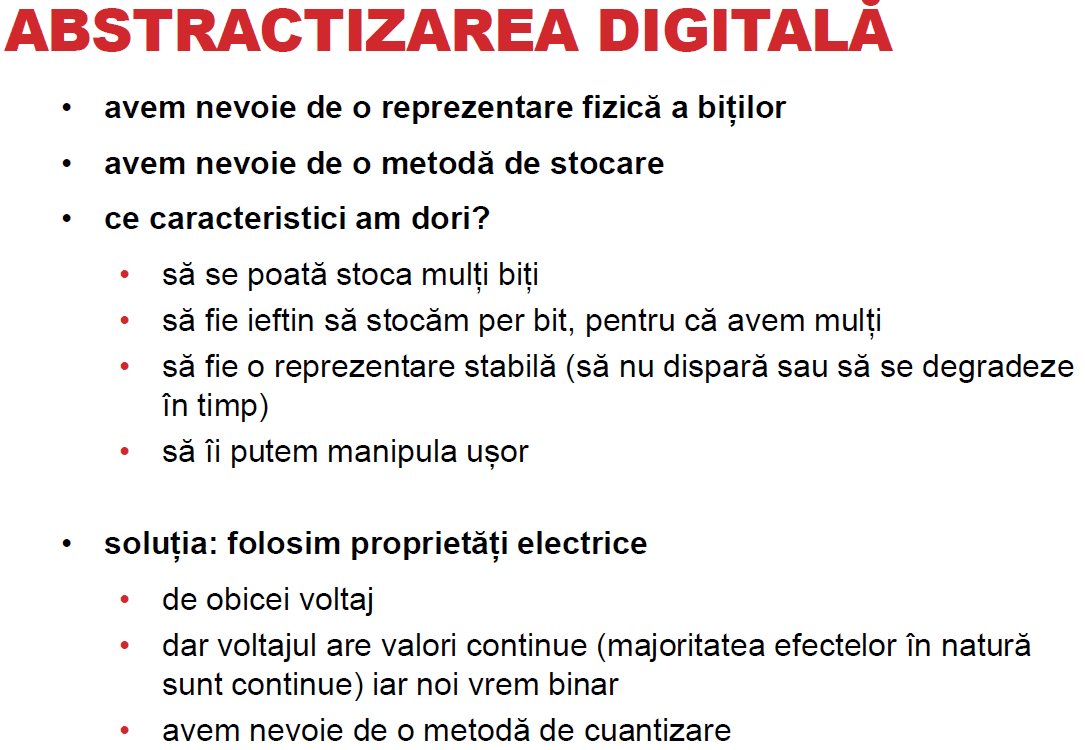 ABSTRACTIZAREA DIGITALĂ
• avem nevoie de o reprezentare fizică a biților
• avem nevoie de o metodă de stocare
• ce caracteristici am dori?
• să se poată stoca mulți biți
• să fie ieftin să stocăm per bit, pentru că avem mulți
• să fie o reprezentare stabilă (să nu dispară sau să se degradeze
în timp)
• să îi putem manipula ușor
• soluția: folosim proprietăți electrice
• de obicei voltaj
• dar voltajul are valori continue (majoritatea efectelor în natură
sunt continue) iar noi vrem binar
• avem nevoie de o metodă de cuantizare